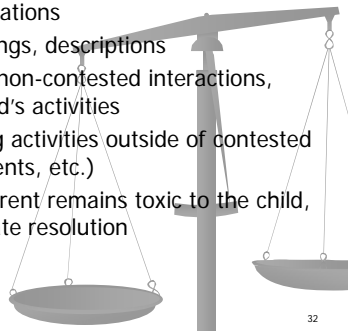 ations
ngs, descriptions
non-contested interactions,
d's activities
g activities outside of contested
ents, etc.)
rent remains toxic to the child,
te resolution
32